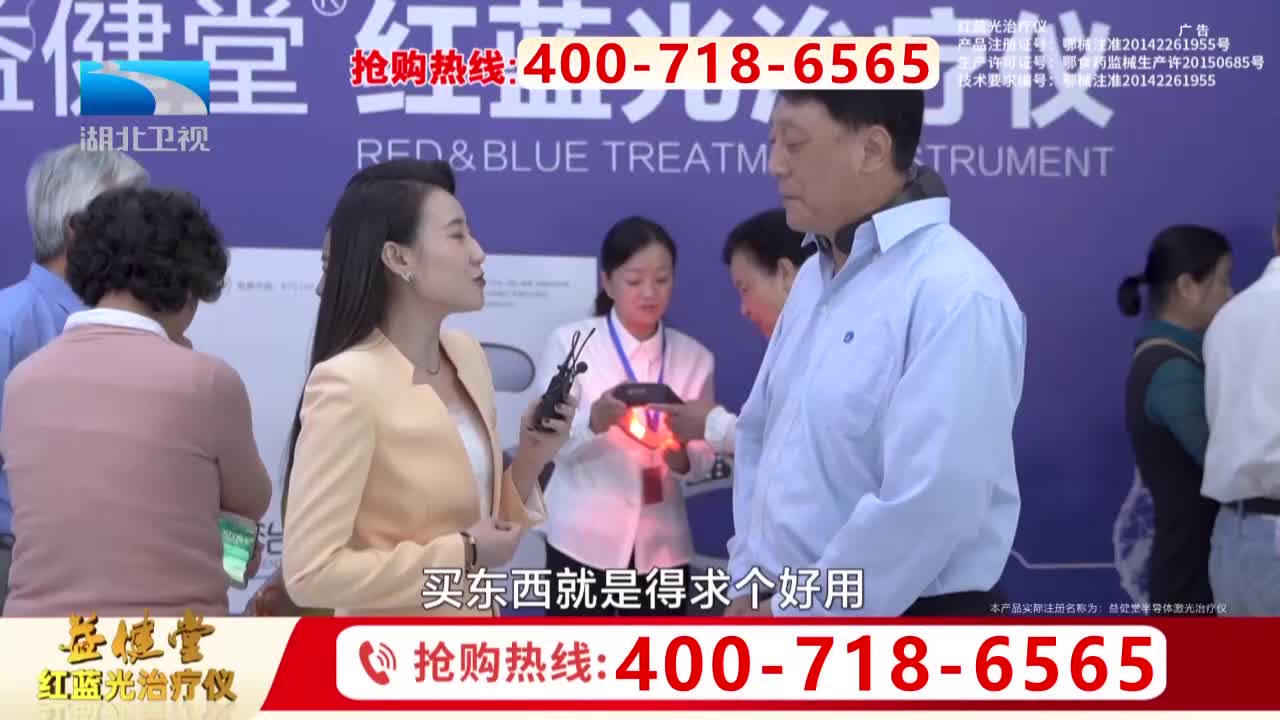 益健堂® 红蓝光治疗仪
RED&BLUE TREATM INSTRUMENT
抢购热线:400-718-6565
湖北卫视
广告
红蓝光治疗仪
产品注册证号：鄂械注准20142261955号
生产许可证号：鄂食药监械生产许20150685号
技术要求编号：鄂械注准20142261955
买东西就是得求个好用
本产品实际注册名称为：益健堂半导体激光治疗仪
益健堂
红蓝光治疗仪
抢购热线:400-718-6565